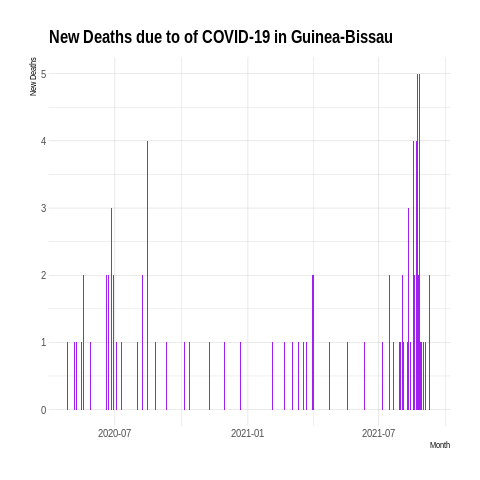 New Deaths due to of COVID-19 in Guinea-Bissau
New Deaths
5
4
3
2
1
0
2020-07 2021-01 2021-07
Month